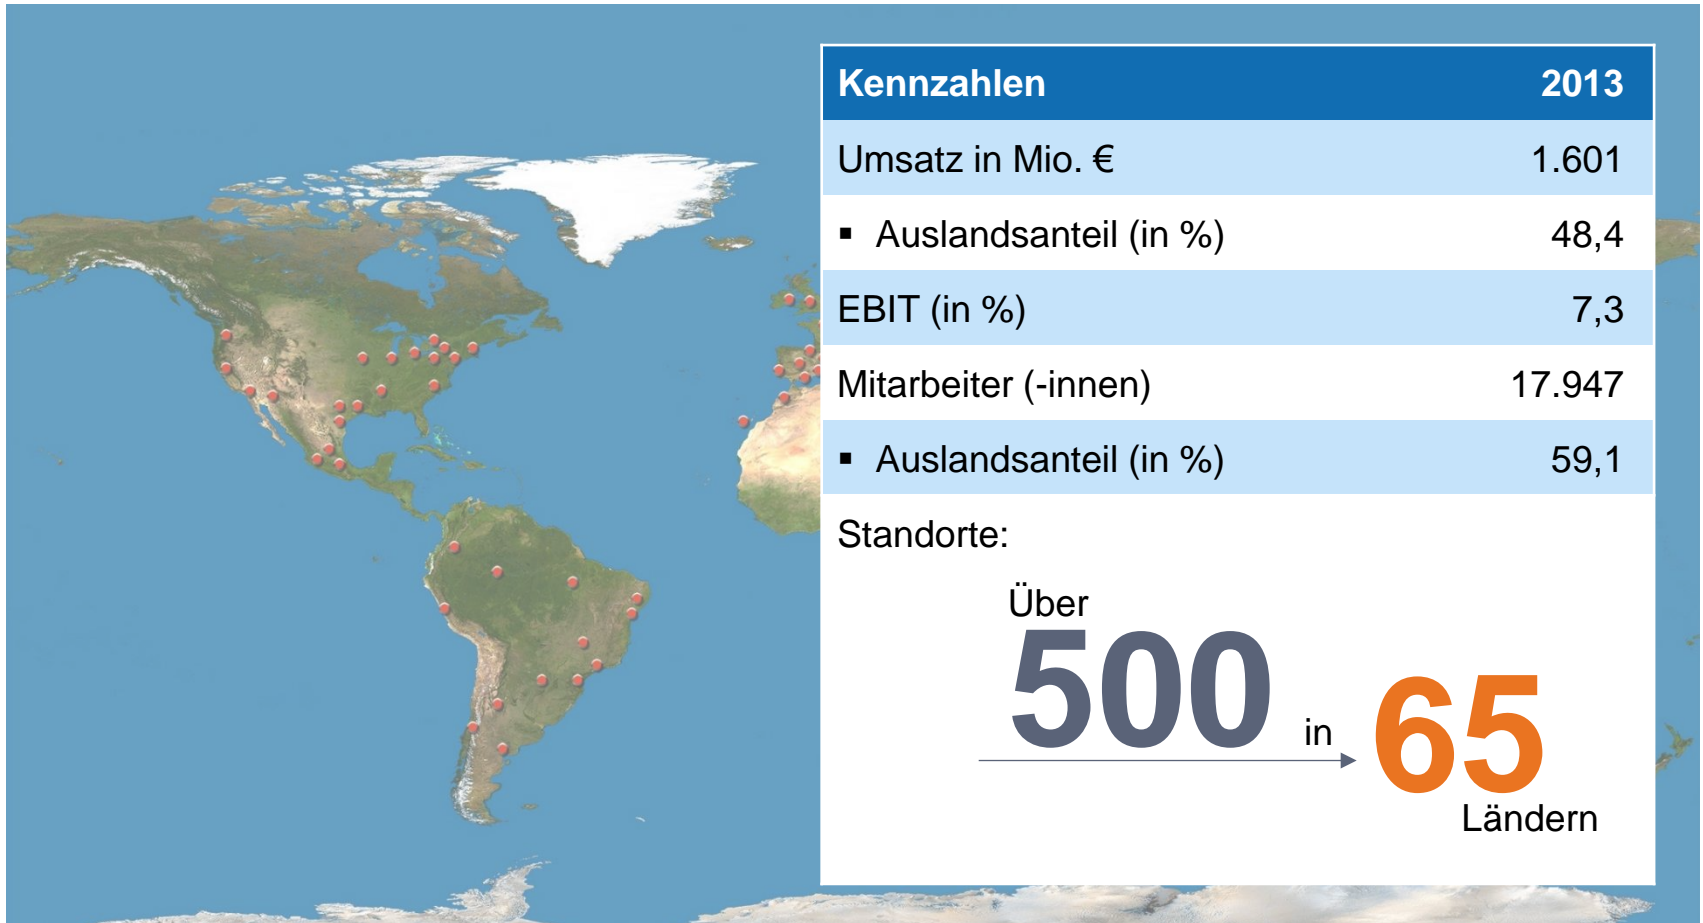 Kennzahlen 2013
Umsatz in Mio. € 1.601
▪ Auslandsanteil (in %) 48,4
EBIT (in %) 7,3
Mitarbeiter (-innen) 17.947
▪ Auslandsanteil (in %) 59,1
Standorte:
Über
500 in 65
Ländern